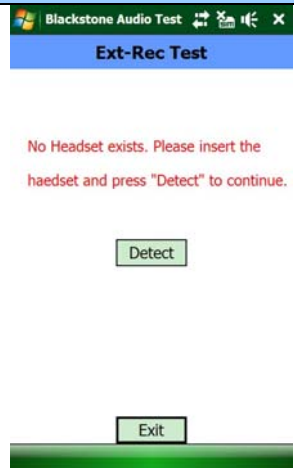 Blackstone Audio Test
Ext-Rec Test
No Headset exists. Please insert the
haedset and press "Detect" to continue.
Detect
Exit